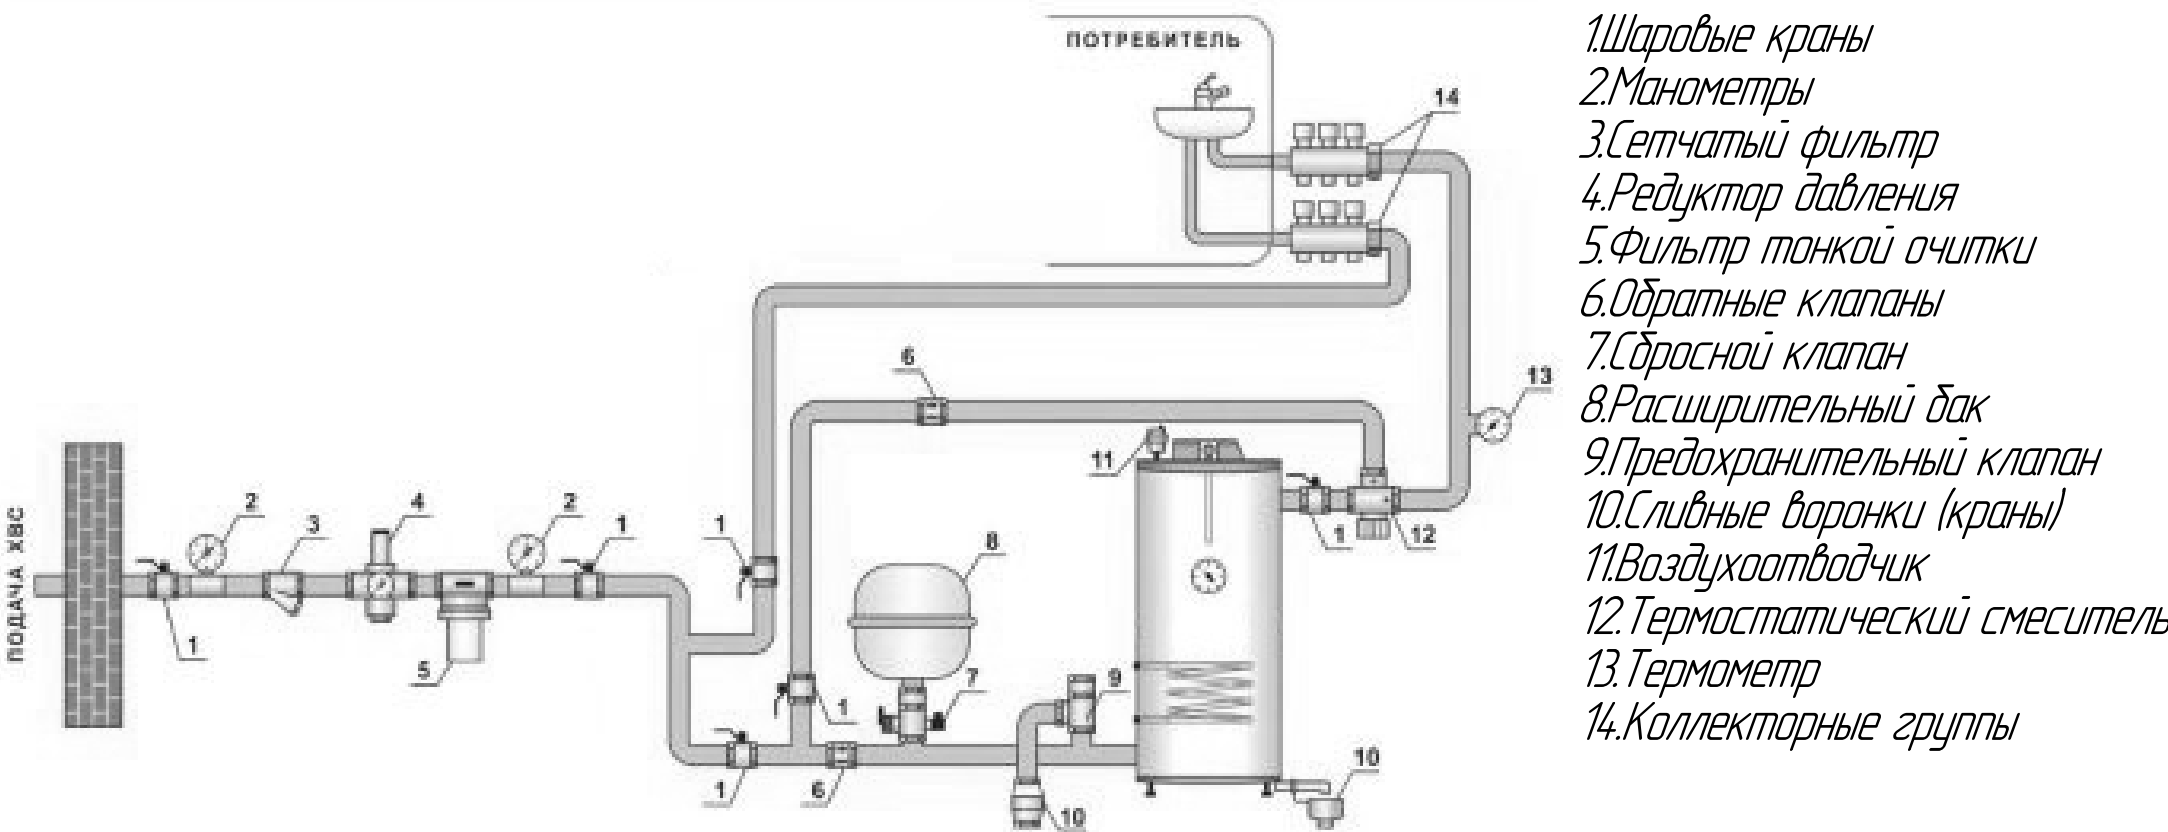 ПОТРЕБИТЕЛЬ
14
6
13
11
2
4
2
3
1
1
8
1
12
ПОДАЧА ХВС
1
5
7
9
1
1
6
10
10
1.Шаровые краны
2.Манометры
3.Сетчатый фильтр
4.Редуктор давления
5.Фильтр тонкой очитки
6.Обратные клапаны
7.Сбросной клапан
8.Расширительный бак
9.Предохранительный клапан
10.Сливные воронки (краны)
11.Воздухоотводчик
12.Термостатический смеситель
13.Термометр
14.Коллекторные группы